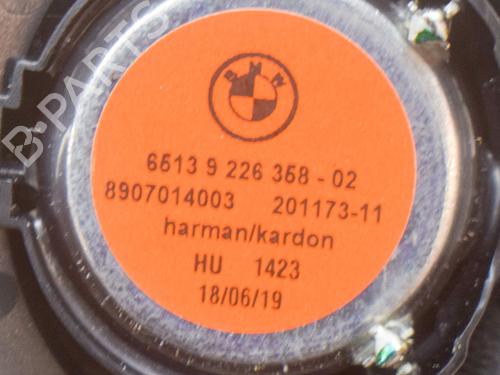 B-PARTS
BMW
6513 9 226 358 - 02
8907014003 201173-11
harman/kardon
HU 1423
18/06/19